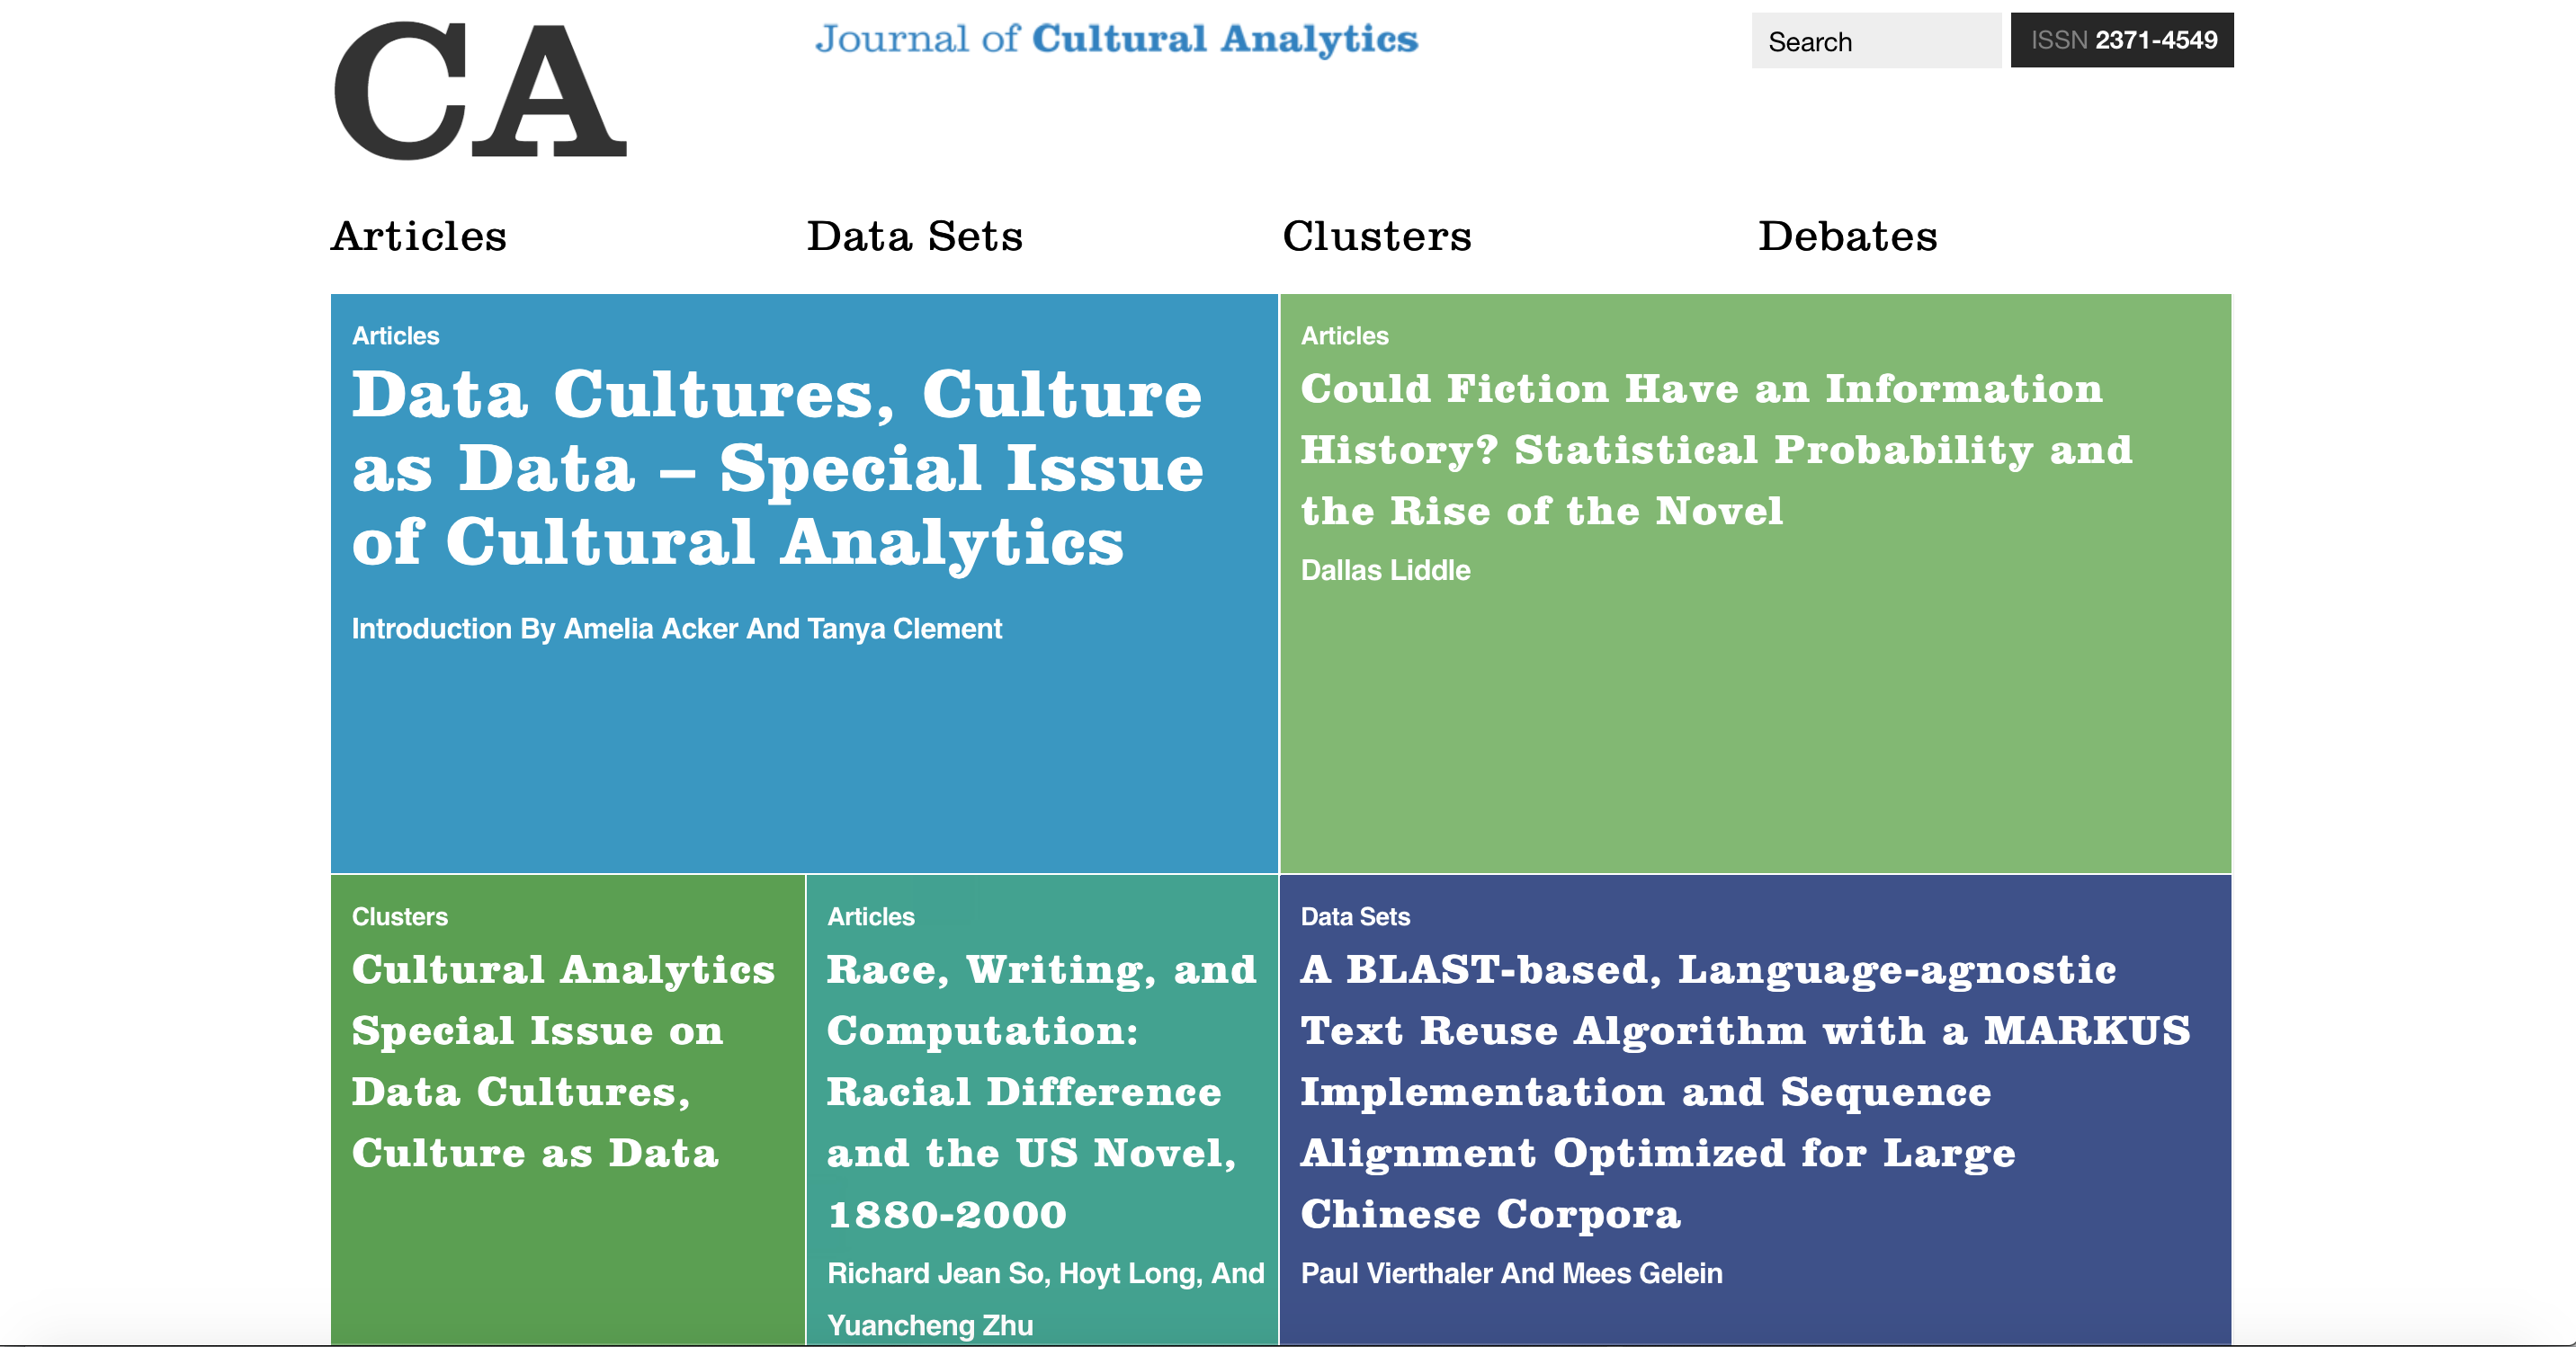 CA
Journal of Cultural Analytics
Search
ISSN 2371-4549
Articles
Data Sets
Clusters
Debates
Articles
Data Cultures, Culture
as Data – Special Issue
of Cultural Analytics
Introduction By Amelia Acker And Tanya Clement
Articles
Could Fiction Have an Information
History? Statistical Probability and
the Rise of the Novel
Dallas Liddle
Clusters
Cultural Analytics
Special Issue on
Data Cultures,
Culture as Data
Articles
Race, Writing, and
Computation:
Racial Difference
and the US Novel,
1880-2000
Richard Jean So, Hoyt Long, And
Yuancheng Zhu
Data Sets
A BLAST-based, Language-agnostic
Text Reuse Algorithm with a MARKUS
Implementation and Sequence
Alignment Optimized for Large
Chinese Corpora
Paul Vierthaler And Mees Gelein